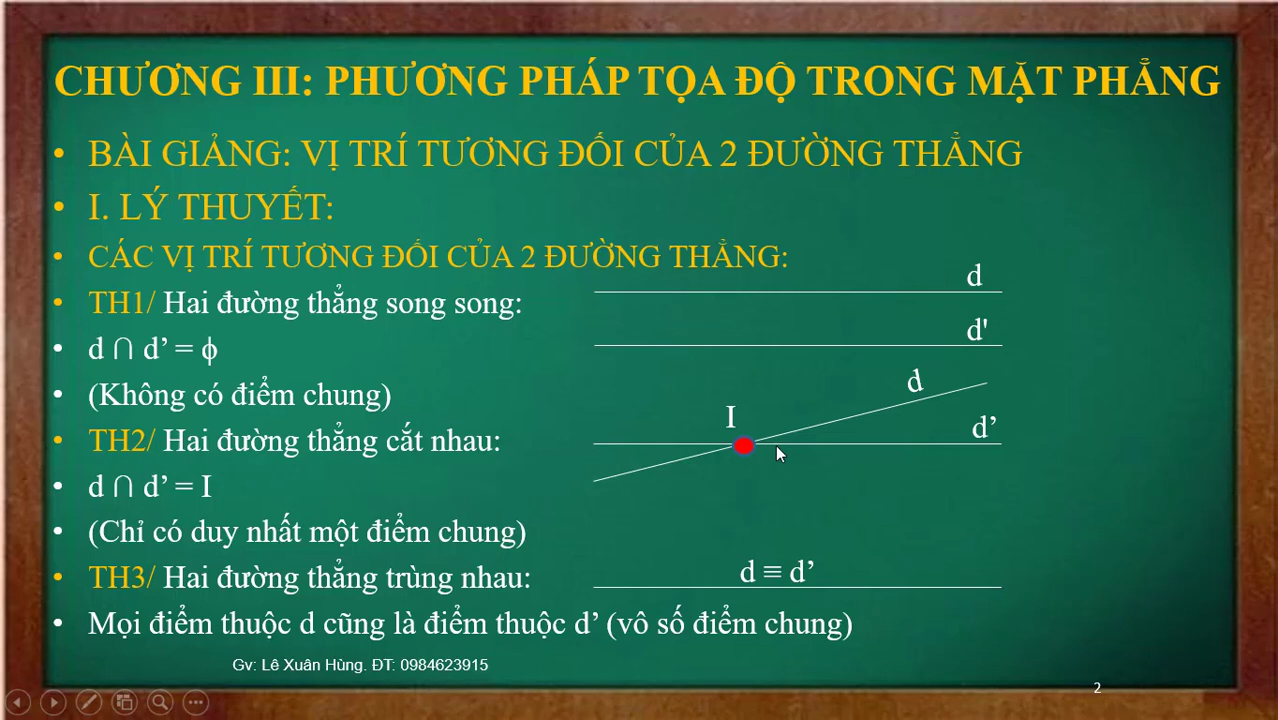 CHƯƠNG III: PHƯƠNG PHÁP TỌA ĐỘ TRONG MẶT PHẲNG
• BÀI GIẢNG: VỊ TRÍ TƯƠNG ĐỐI CỦA 2 ĐƯỜNG THẲNG
• I. LÝ THUYẾT:
• CÁC VỊ TRÍ TƯƠNG ĐỐI CỦA 2 ĐƯỜNG THẲNG:
d
• TH1/ Hai đường thẳng song song:
d'
• d ∩ d’ = ϕ
d
• (Không có điểm chung)
I
d’
• TH2/ Hai đường thẳng cắt nhau:
• d ∩ d’ = I
• (Chỉ có duy nhất một điểm chung)
• TH3/ Hai đường thẳng trùng nhau:
d ≡ d’
• Mọi điểm thuộc d cũng là điểm thuộc d’ (vô số điểm chung)
Gv: Lê Xuân Hùng. ĐT: 0984623915
2